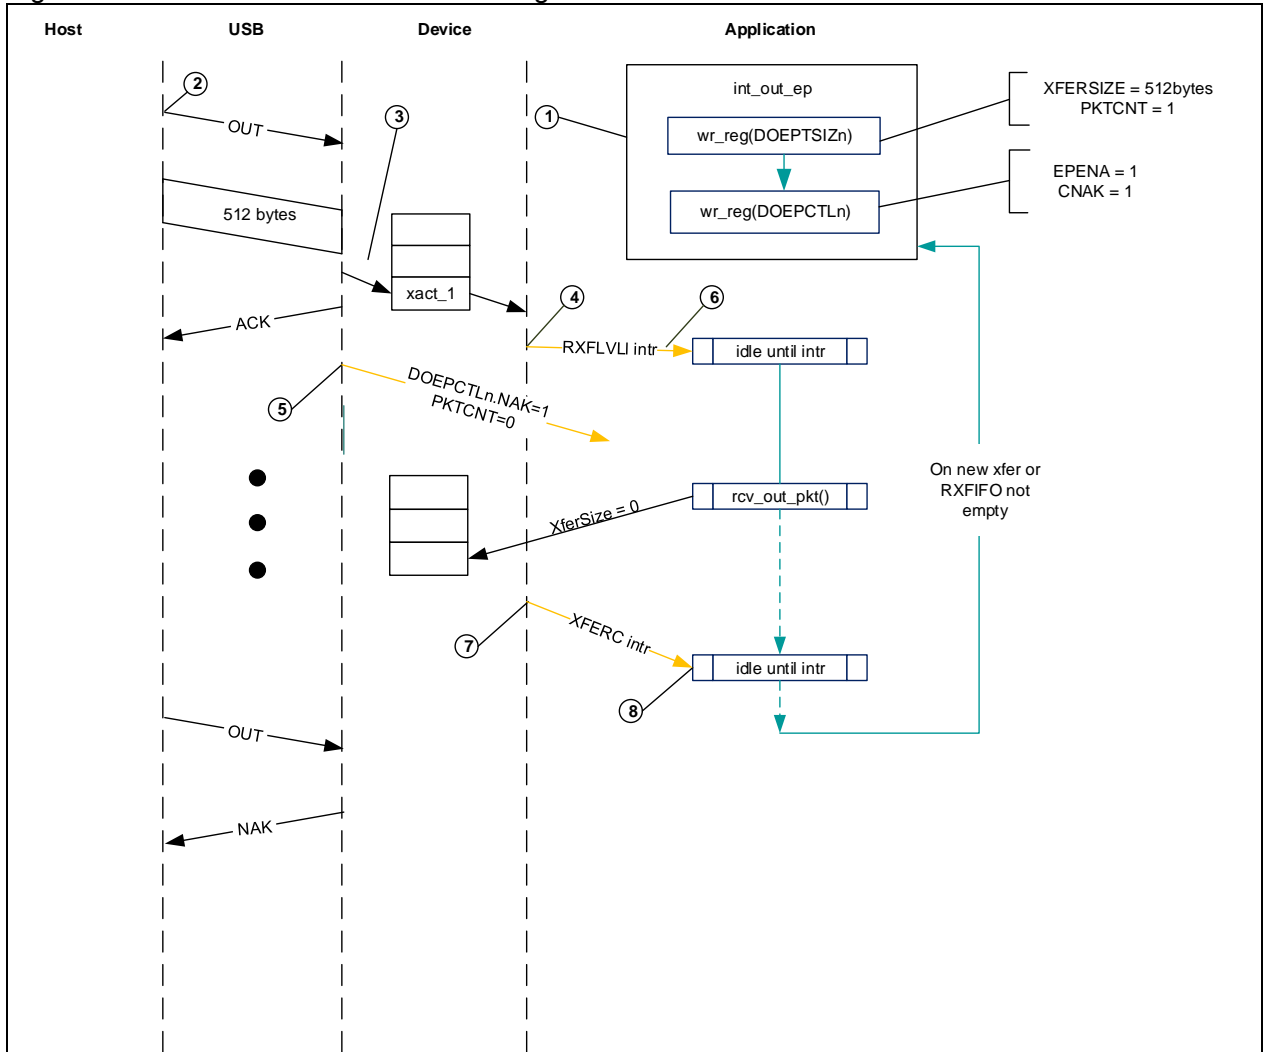 Host
USB
Device
Application
2
OUT
3
1
int_out_ep
wr_reg(DOEPTSIZn)
wr_reg(DOEPCTLn)
XFERSIZE = 512bytes
PKTCNT = 1
EPENA = 1
CNAK = 1
512 bytes
xact_1
ACK
4
6
RXFLVLI intr
idle until intr
5
DOEPCTLn.NAK=1
PKTCNT=0
On new xfer or
RXFIFO not
empty
rcv_out_pkt()
XferSize = 0
7
XFERC intr
idle until intr
8
OUT
NAK